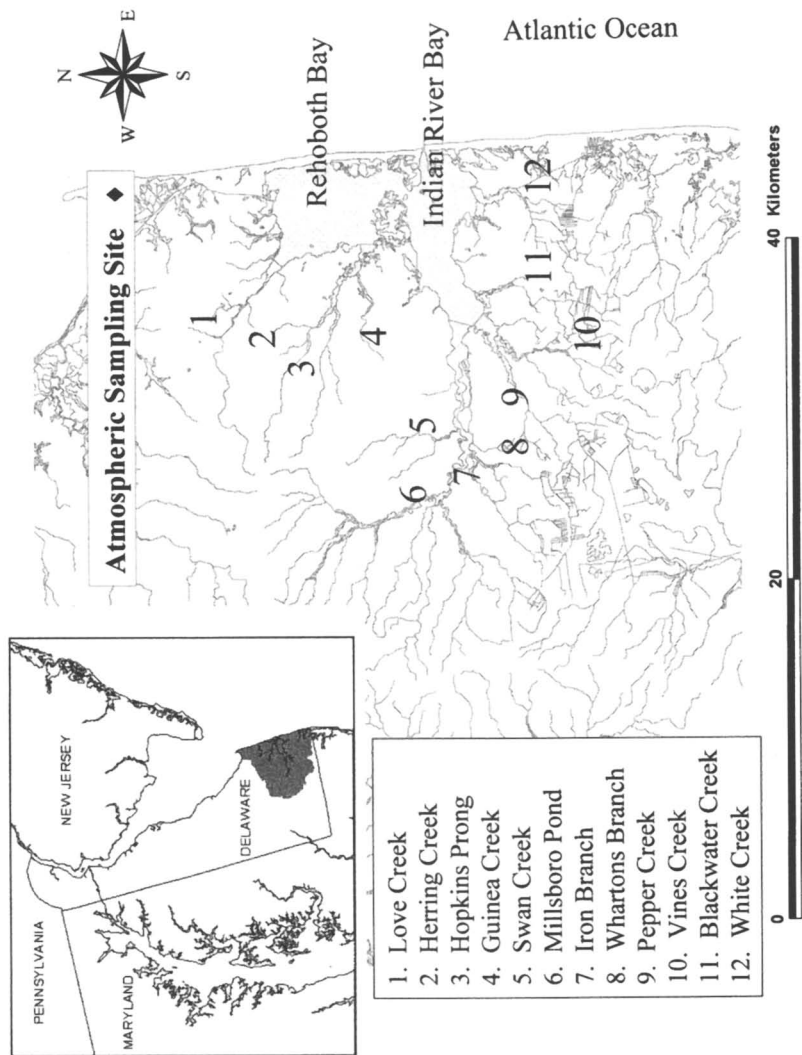 PENNSYLVANIA
NEW JERSEY
MARYLAND
DELAWARE
N
W
E
S
Atmospheric Sampling Site
Rehoboth Bay
Indian River Bay
Atlantic Ocean
1
2
3
4
5
6
7
8
9
10
11
12
1. Love Creek
2. Herring Creek
3. Hopkins Prong
4. Guinea Creek
5. Swan Creek
6. Millsboro Pond
7. Iron Branch
8. Whartons Branch
9. Pepper Creek
10. Vines Creek
11. Blackwater Creek
12. White Creek
0
20
40 Kilometers